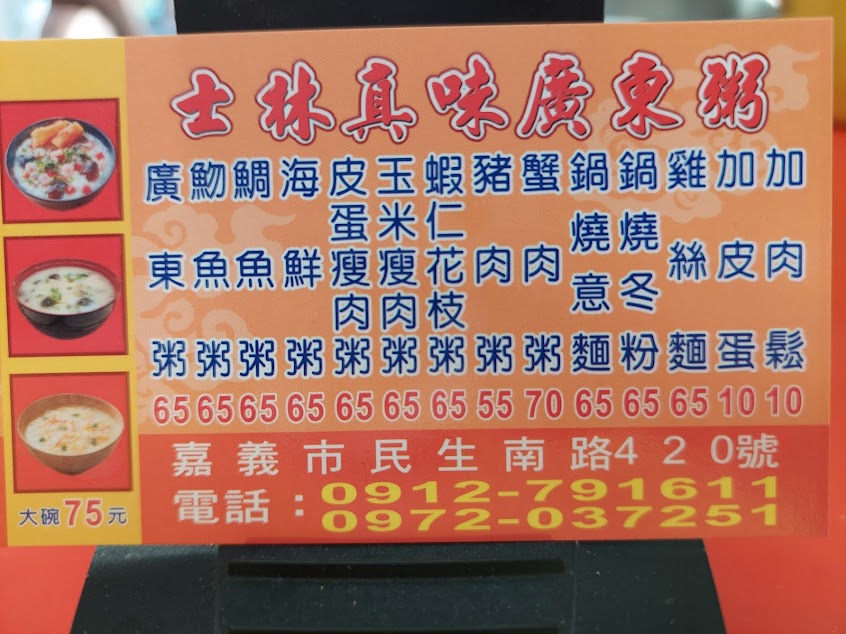 士林真味廣東粥
廣東粥 65
魩魚粥 65
鯛魚粥 65
海鮮粥 65
皮蛋瘦肉粥 65
玉米瘦肉粥 65
蝦仁花枝粥 65
豬肉粥 55
蟹肉粥 70
鍋燒意麵 65
鍋燒冬粉 65
雞絲麵 65
加皮蛋 10
加肉鬆 10
大碗75元
嘉義市民生南路420號
電話：0912-791611
0972-037251